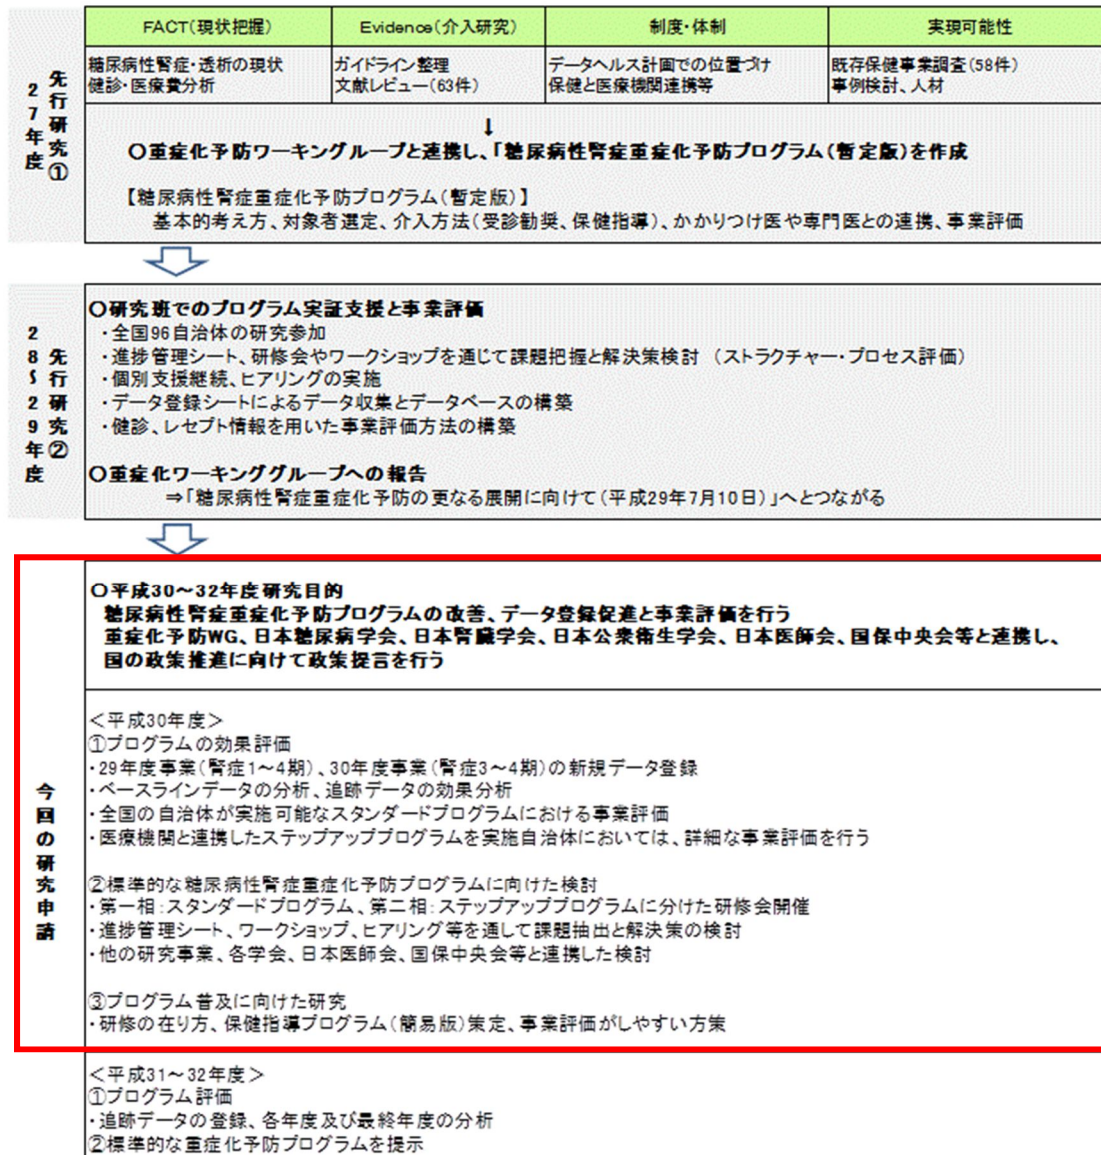 FACT(現状把握) Evidence(介入研究) 制度・体制 実現可能性
先行研究①
27年度
糖尿病性腎症・透析の現状
健診・医療費分析
ガイドライン整理
文献レビュー(63件)
データヘルス計画での位置づけ
保健と医療機関連携等
既存保健事業調査(58件)
事例検討、人材
↓
○重症化予防ワーキングループと連携し、「糖尿病性腎症重症化予防プログラム(暫定版)を作成
【糖尿病性腎症重症化予防プログラム(暫定版)】
基本的考え方、対象者選定、介入方法(受診勧奨、保健指導)、かかりつけ医や専門医との連携、事業評価
先行研究②
28~29年度
○研究班でのプログラム実証支援と事業評価
・全国96自治体の研究参加
・進捗管理シート、研修会やワークショップを通じて課題把握と解決策検討 (ストラクチャー・プロセス評価)
・個別支援継続、ヒアリングの実施
・データ登録シートによるデータ収集とデータベースの構築
・健診、レセプト情報を用いた事業評価方法の構築
○重症化ワーキンググループへの報告
⇒「糖尿病性腎症重症化予防の更なる展開に向けて(平成29年7月10日)」へとつながる
今回の研究申請
○平成30~32年度研究目的
糖尿病性腎症重症化予防プログラムの改善、データ登録促進と事業評価を行う
重症化予防WG、日本糖尿病学会、日本腎臓学会、日本公衆衛生学会、日本医師会、国保中央会等と連携し、
国の政策推進に向けて政策提言を行う
<平成30年度>
①プログラムの効果評価
・29年度事業(腎症1~4期)、30年度事業(腎症3~4期)の新規データ登録
・ベースラインデータの分析、追跡データの効果分析
・全国の自治体が実施可能なスタンダードプログラムにおける事業評価
・医療機関と連携したステップアッププログラムを実施自治体においては、詳細な事業評価を行う
②標準的な糖尿病性腎症重症化予防プログラムに向けた検討
・第一相:スタンダードプログラム、第二相:ステップアッププログラムに分けた研修会開催
・進捗管理シート、ワークショップ、ヒアリング等を通して課題抽出と解決策の検討
・他の研究事業、各学会、日本医師会、国保中央会等と連携した検討
③プログラム普及に向けた研究
・研修の在り方、保健指導プログラム(簡易版)策定、事業評価がしやすい方策
<平成31~32年度>
①プログラム評価
・追跡データの登録、各年度及び最終年度の分析
②標準的な重症化予防プログラムを提示